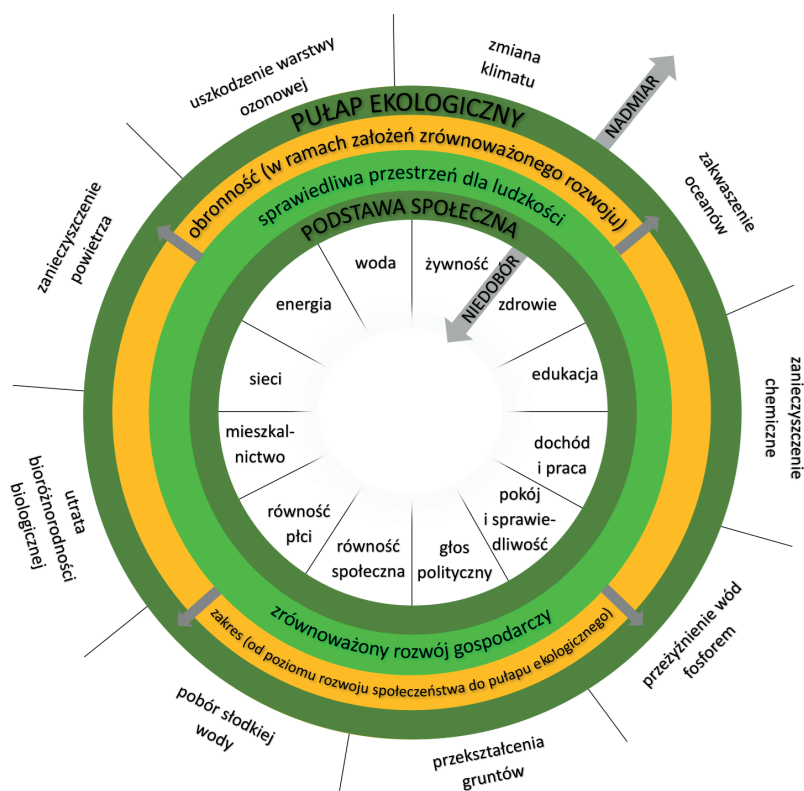 zmiana
klimatu
NADMIAR
zakwaszenie
oceanów
zanieczyszczenie
chemiczne
przeżyźnienie wód
fosforem
przekształcenia
gruntów
pobór słodkiej
wody
utrata
bioróżnorodności
biologicznej
zanieczyszczenie
powietrza
uszkodzenie warstwy
ozonowej
PUŁAP EKOLOGICZNY
obronność (w ramach założeń zrównoważonego rozwoju)
sprawiedliwa przestrzeń dla ludzkości
PODSTAWA SPOŁECZNA
NIEDOBÓR
woda
żywność
zdrowie
edukacja
dochód
i praca
pokój
i sprawie-
dliwość
głos
polityczny
równość
społeczna
równość
płci
mieszkal-
nictwo
sieci
energia
zrównoważony rozwój gospodarczy
zakres (od poziomu rozwoju społeczeństwa do pułapu ekologicznego)